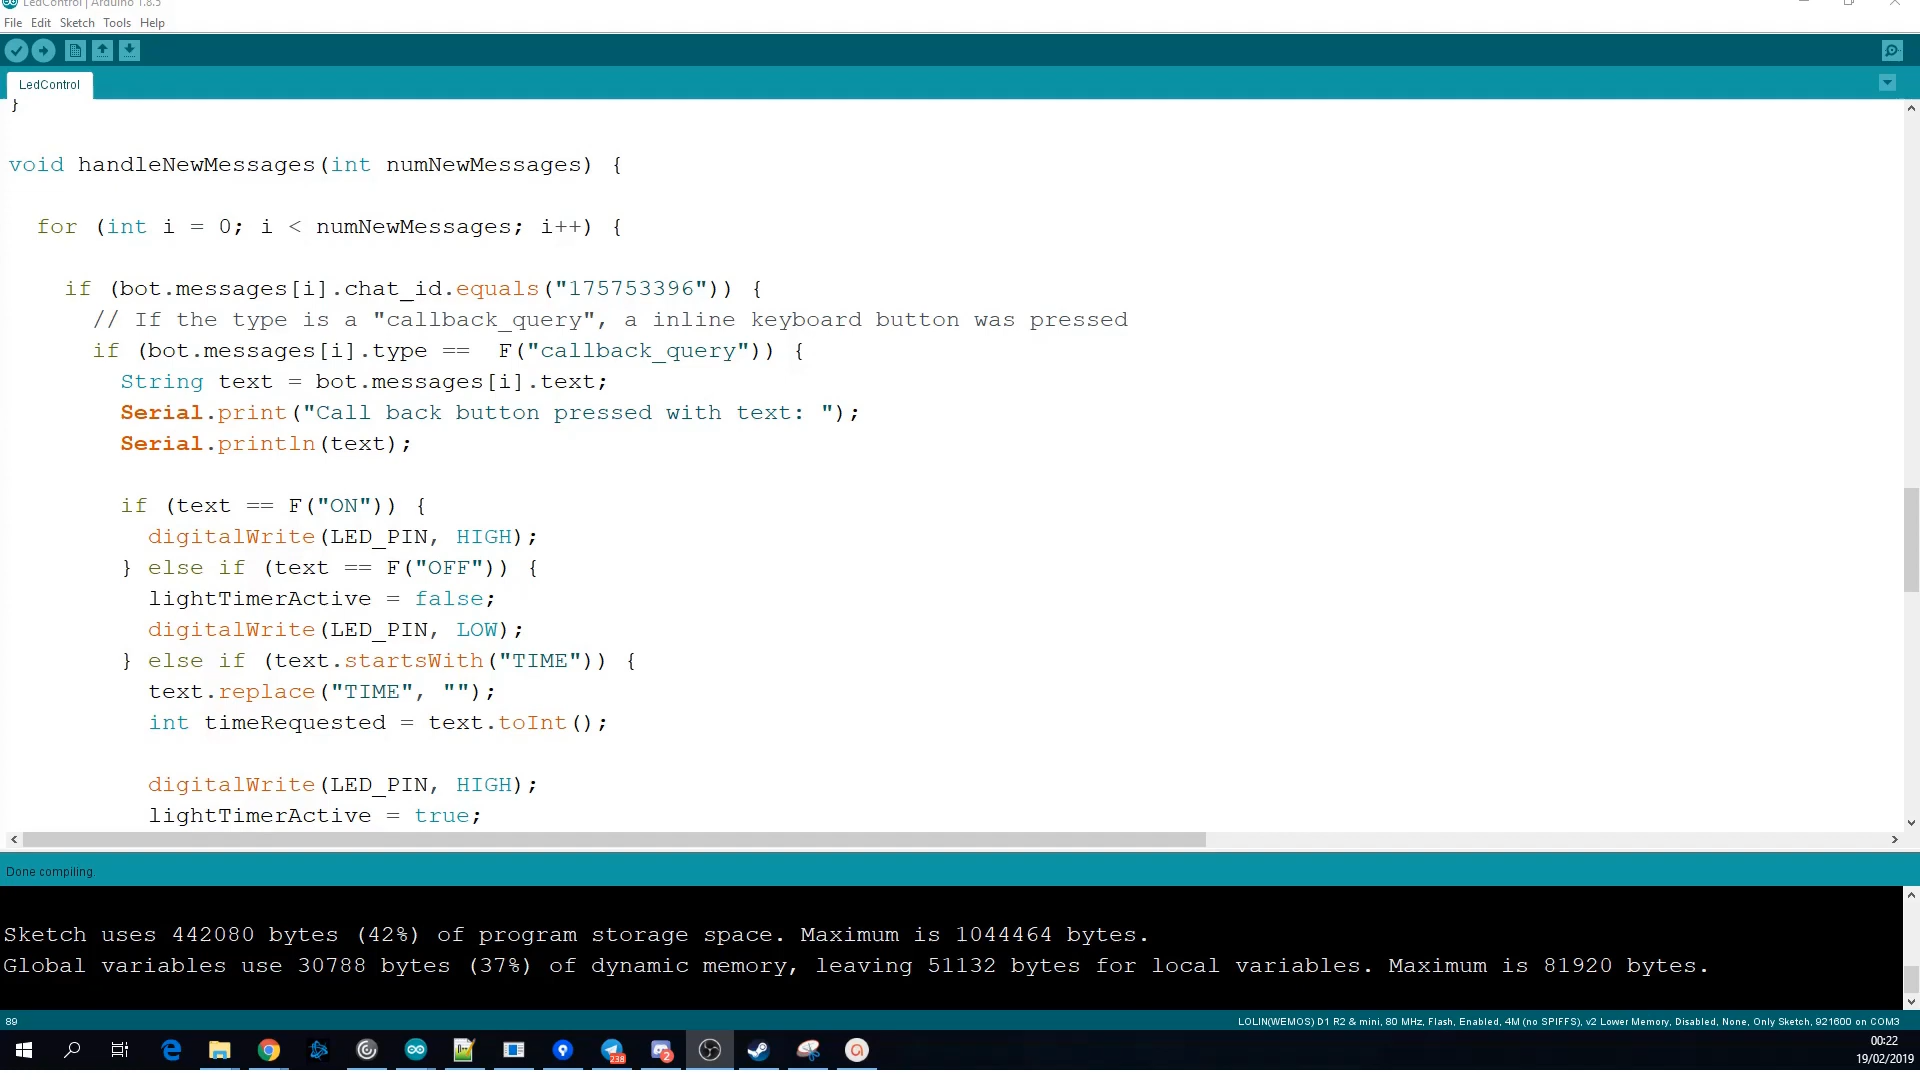 LedControl | Arduino 1.8.5
File Edit Sketch Tools Help
LedControl
}
void handleNewMessages(int numNewMessages) {
for (int i = 0; i < numNewMessages; i++) {
if (bot.messages[i].chat_id.equals("175753396")) {
// If the type is a "callback_query", a inline keyboard button was pressed
if (bot.messages[i].type ==  F("callback_query")) {
String text = bot.messages[i].text;
Serial.print("Call back button pressed with text: ");
Serial.println(text);
if (text == F("ON")) {
digitalWrite(LED_PIN, HIGH);
} else if (text == F("OFF")) {
lightTimerActive = false;
digitalWrite(LED_PIN, LOW);
} else if (text.startsWith("TIME")) {
text.replace("TIME", "");
int timeRequested = text.toInt();
digitalWrite(LED_PIN, HIGH);
lightTimerActive = true;
Done compiling.
Sketch uses 442080 bytes (42%) of program storage space. Maximum is 1044464 bytes.
Global variables use 30788 bytes (37%) of dynamic memory, leaving 51132 bytes for local variables. Maximum is 81920 bytes.
89
LOLIN(WEMOS) D1 R2 & mini, 80 MHz, Flash, Enabled, 4M (no SPIFFS), v2 Lower Memory, Disabled, None, Only Sketch, 921600 on COM3
238
2
00:22
19/02/2019